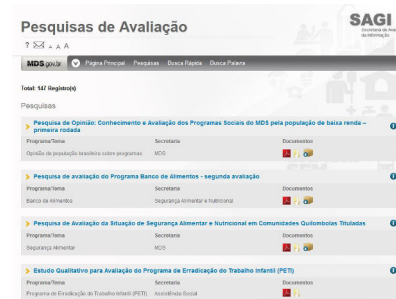 Pesquisas de Avaliação
SAGI
Secretaria de Ava
da Informação
? A A A
MDS.gov.br Página Principal Pesquisas Busca Rápida Busca Palavra
Total: 147 Registro(s)
Pesquisas
Pesquisa de Opinião: Conhecimento e Avaliação dos Programas Sociais do MDS pela população de baixa renda –
primeira rodada
Programa/Tema Secretaria Documentos
Opinião da população brasileira sobre programas MDS
Pesquisa de avaliação do Programa Banco de Alimentos - segunda avaliação
Programa/Tema Secretaria Documentos
Banco de Alimentos Segurança Alimentar e Nutricional
Pesquisa de Avaliação da Situação de Segurança Alimentar e Nutricional em Comunidades Quilombolas Tituladas
Programa/Tema Secretaria Documentos
Segurança Alimentar MDS
Estudo Qualitativo para Avaliação do Programa de Erradicação do Trabalho Infantil (PETI)
Programa/Tema Secretaria Documentos
Programa de Erradicação do Trabalho Infantil (PETI) Assistência Social